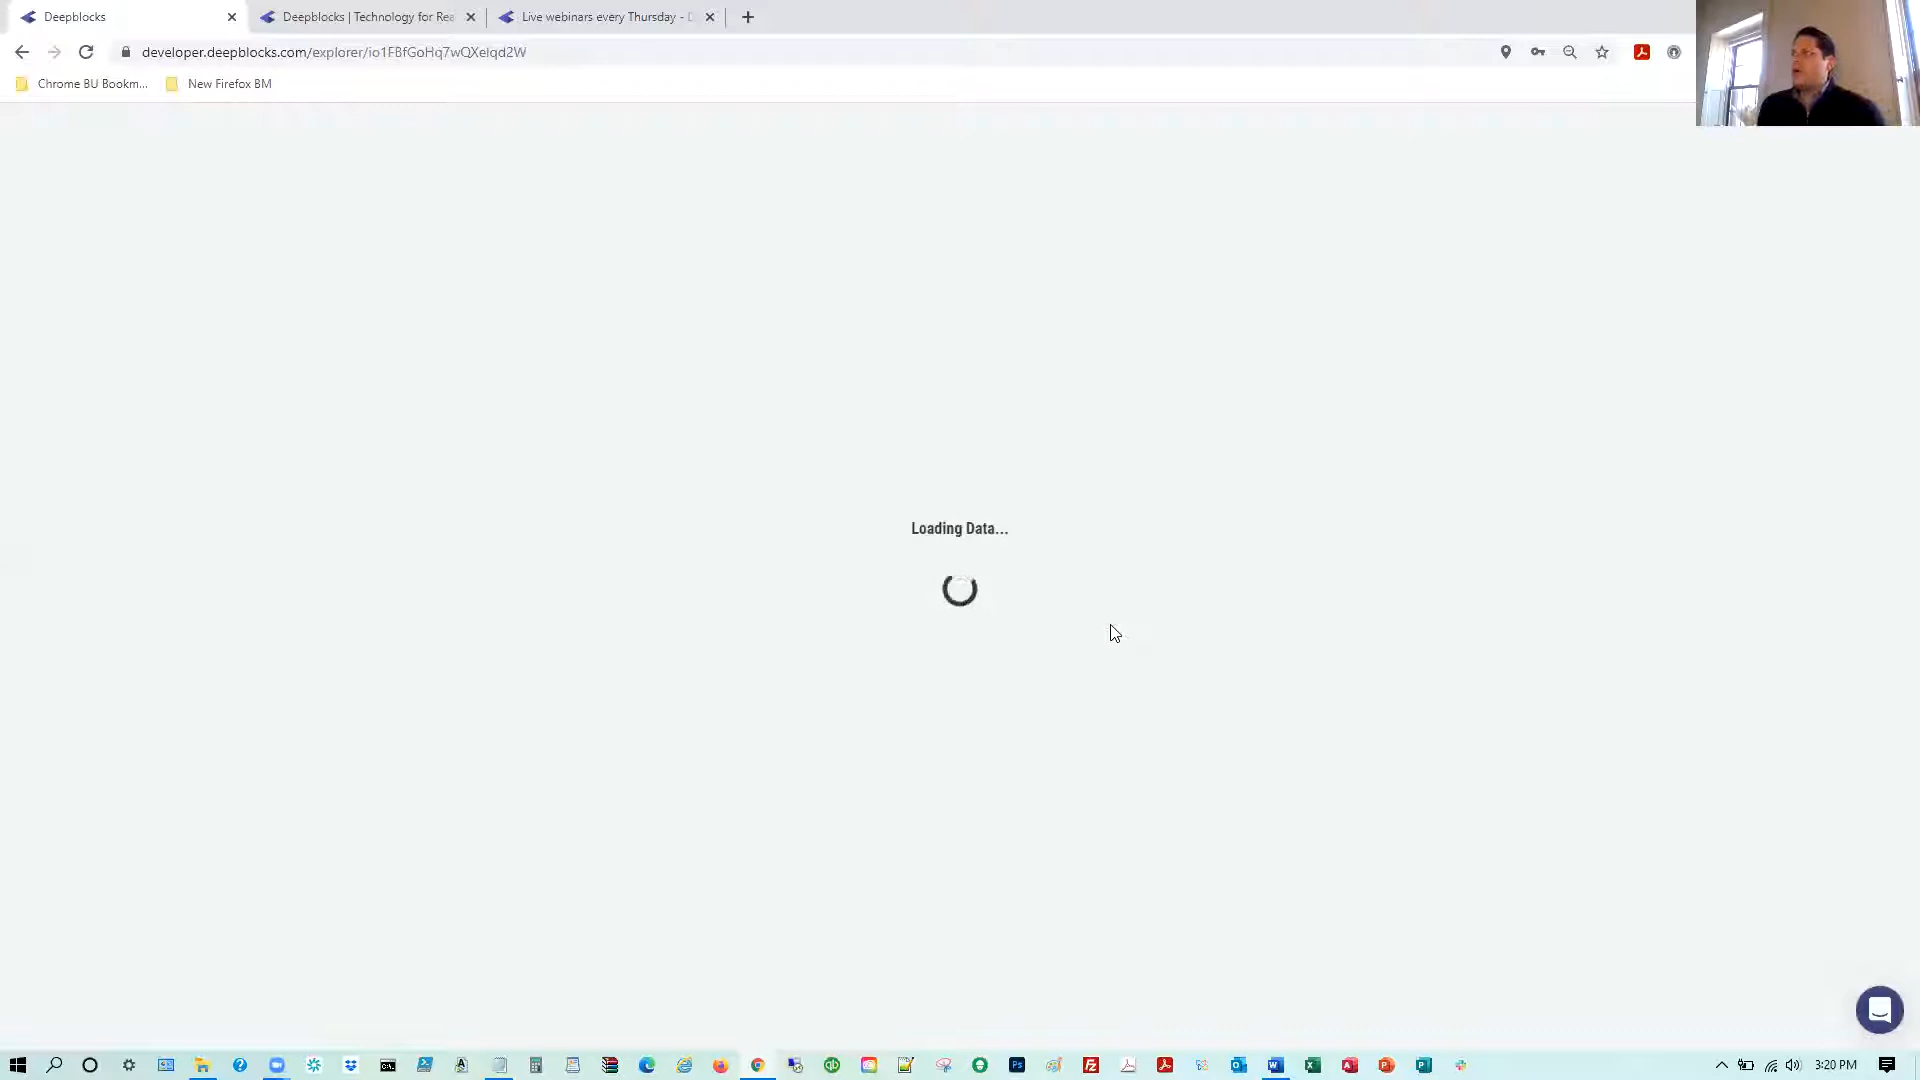 Deepblocks
Deepblocks | Technology for Rea
Live webinars every Thursday - D
developer.deepblocks.com/explorer/io1FBfGoHq7wQXeIqd2W
Chrome BU Bookm...
New Firefox BM
Loading Data...
3:20 PM